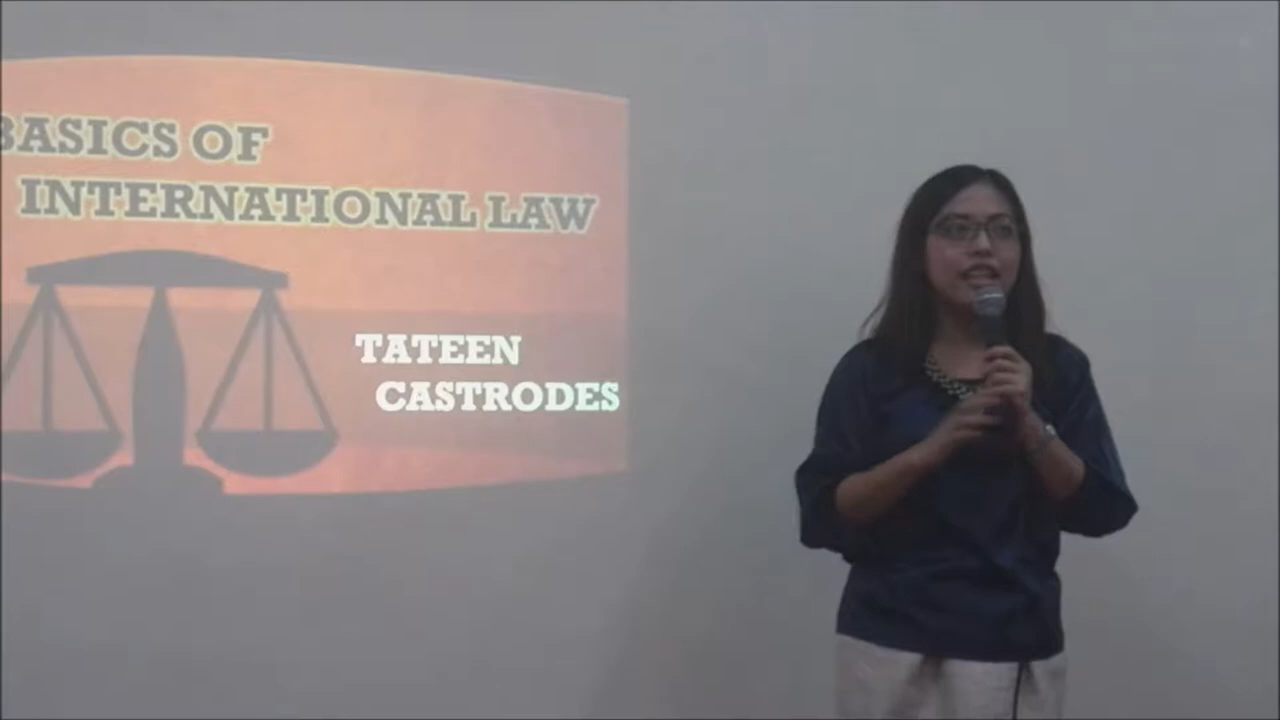 BASICS OF
INTERNATIONAL LAW
TATEEN
CASTRODES